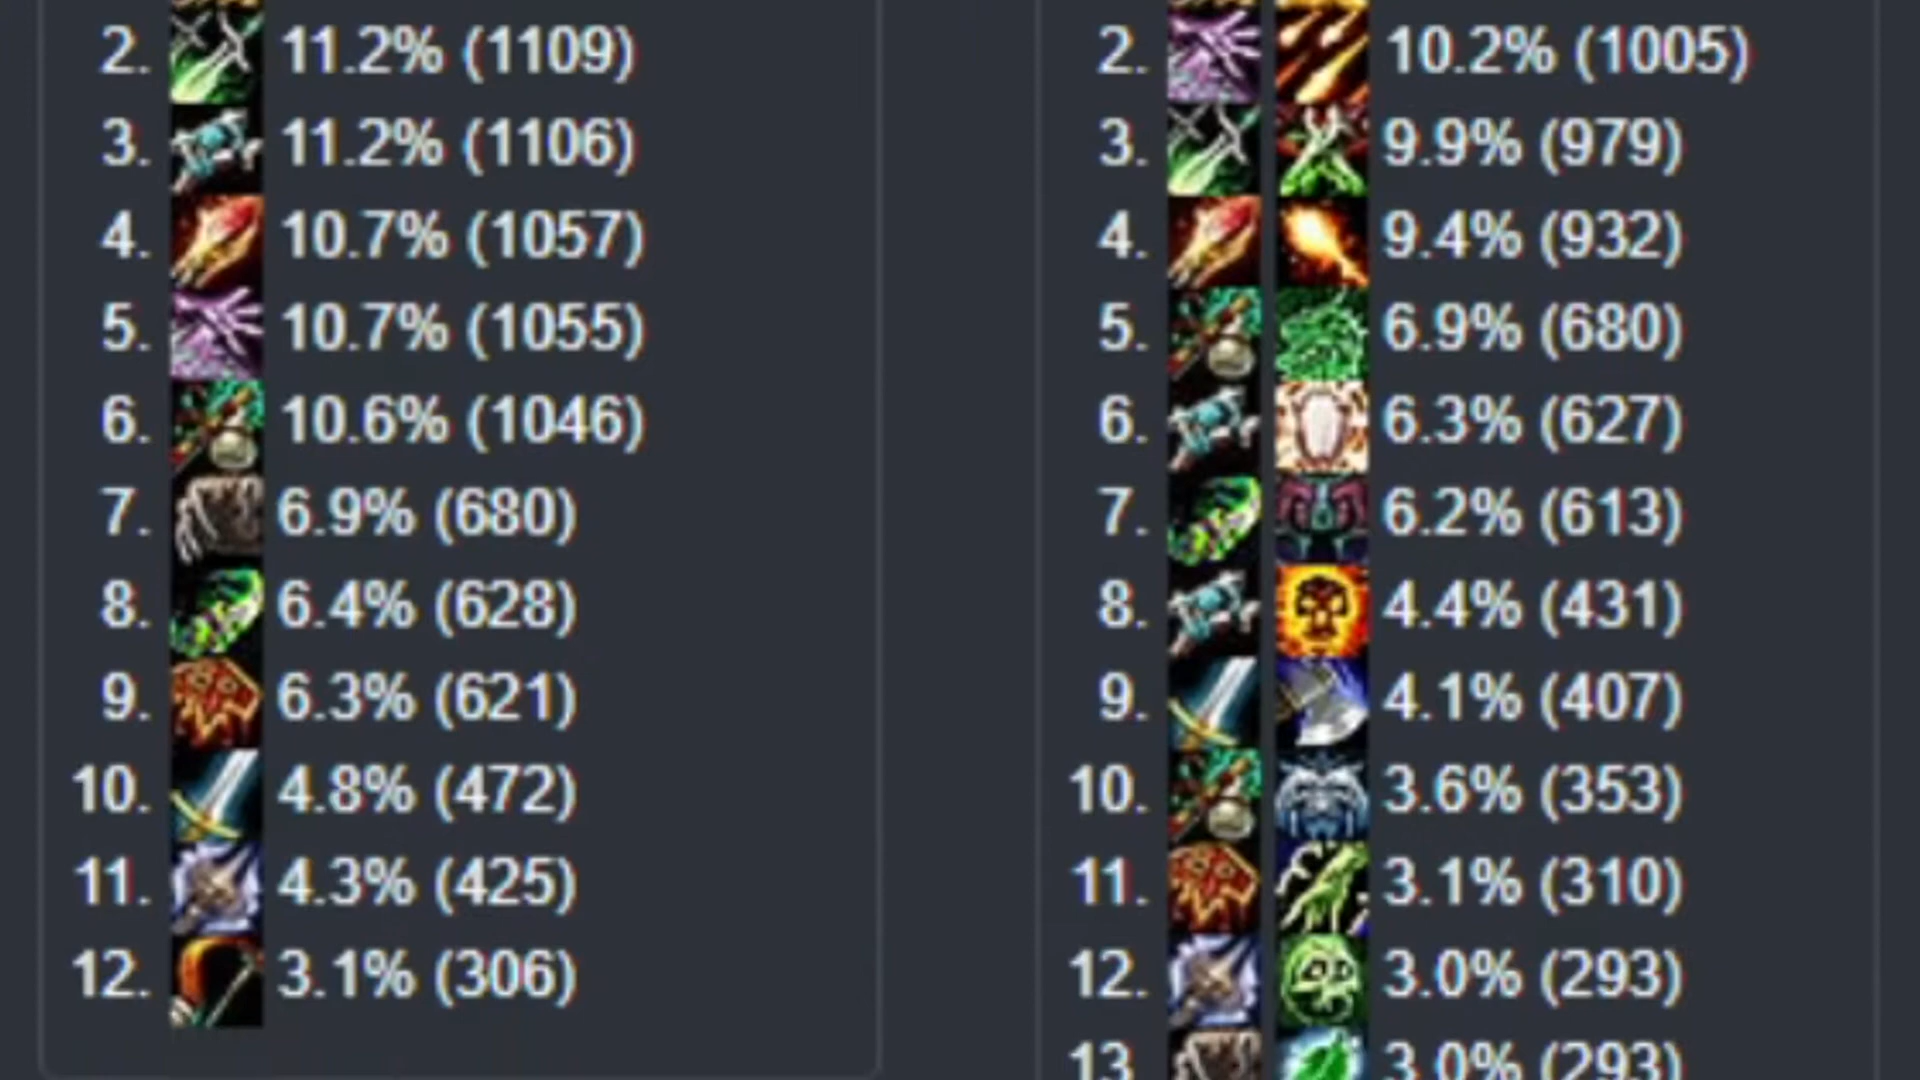 2. 11.2% (1109)
3. 11.2% (1106)
4. 10.7% (1057)
5. 10.7% (1055)
6. 10.6% (1046)
7. 6.9% (680)
8. 6.4% (628)
9. 6.3% (621)
10. 4.8% (472)
11. 4.3% (425)
12. 3.1% (306)
2. 10.2% (1005)
3. 9.9% (979)
4. 9.4% (932)
5. 6.9% (680)
6. 6.3% (627)
7. 6.2% (613)
8. 4.4% (431)
9. 4.1% (407)
10. 3.6% (353)
11. 3.1% (310)
12. 3.0% (293)
13. 3.0% (293)